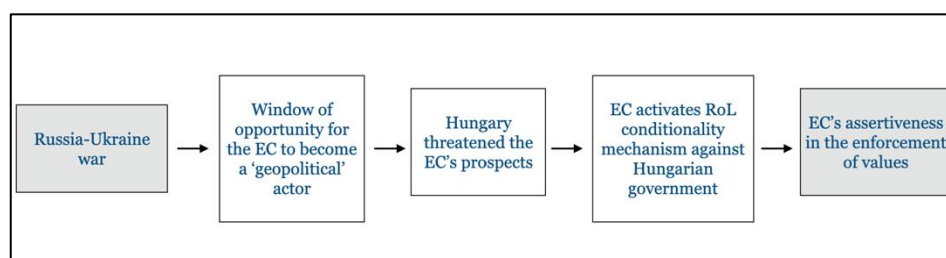 Russia-Ukraine
war
Window of
opportunity for
the EC to become
a ‘geopolitical’
actor
Hungary
threatened the
EC’s prospects
EC activates RoL
conditionality
mechanism against
Hungarian
government
EC’s assertiveness
in the enforcement
of values